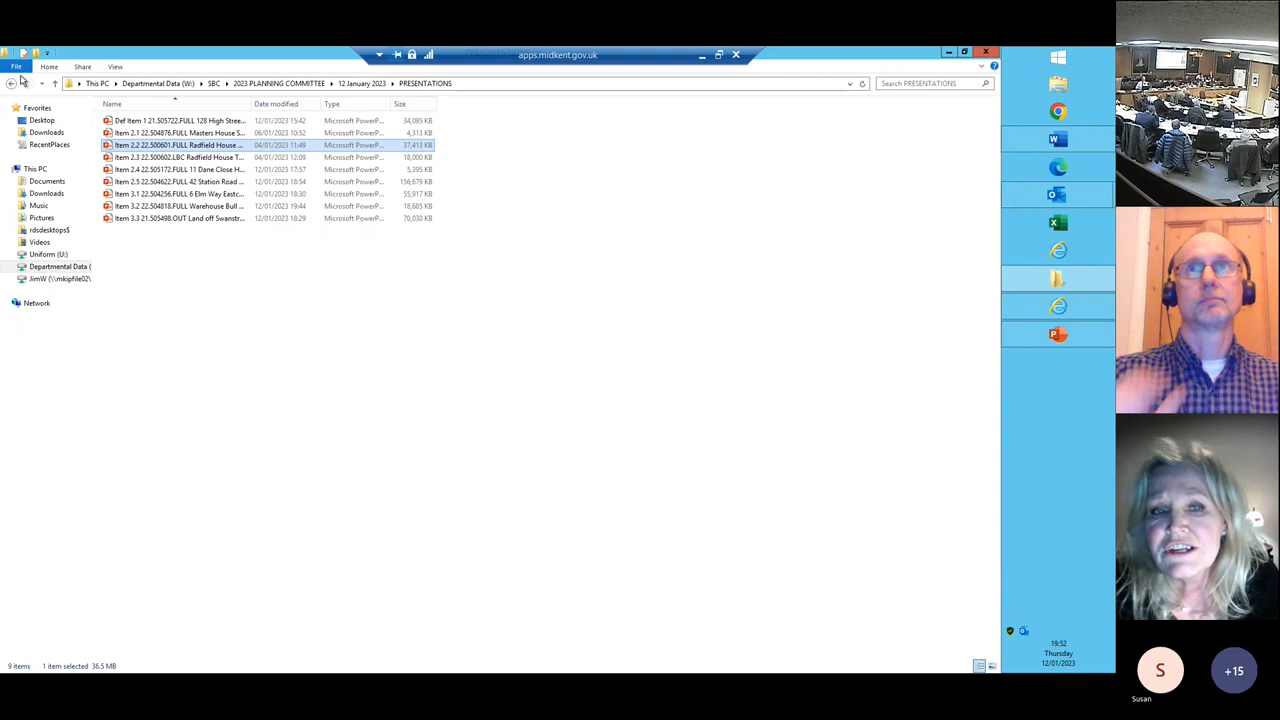 apps.midkent.gov.uk
File Home Share View
This PC Departmental Data (W:) SBC 2023 PLANNING COMMITTEE 12 January 2023 PRESENTATIONS
Search PRESENTATIONS
Name Date modified Type Size
Favorites
Desktop
Downloads
RecentPlaces
This PC
Documents
Downloads
Music
Pictures
rdsdesktops$
Videos
Uniform (U:)
Departmental Data (
JimW (\\mkipfile02\
Network
Def Item 1 21.505722.FULL 128 High Stree... 12/01/2023 15:42 Microsoft PowerP... 34,095 KB
Item 2.1 22.504876.FULL Masters House S... 06/01/2023 10:52 Microsoft PowerP... 4,313 KB
Item 2.2 22.500601.FULL Radfield House ... 04/01/2023 11:49 Microsoft PowerP... 37,413 KB
Item 2.3 22.500602.LBC Radfield House T... 04/01/2023 12:09 Microsoft PowerP... 18,000 KB
Item 2.4 22.505172.FULL 11 Dane Close H... 12/01/2023 17:57 Microsoft PowerP... 5,395 KB
Item 2.5 22.504622.FULL 42 Station Road ... 12/01/2023 18:54 Microsoft PowerP... 156,679 KB
Item 3.1 22.504256.FULL 6 Elm Way Eastc... 12/01/2023 18:30 Microsoft PowerP... 55,917 KB
Item 3.2 22.504818.FULL Warehouse Bull ... 12/01/2023 19:44 Microsoft PowerP... 18,685 KB
Item 3.3 21.505498.OUT Land off Swanstr... 12/01/2023 18:29 Microsoft PowerP... 70,030 KB
9 items 1 item selected 36.5 MB
19:52
Thursday
12/01/2023
S
Susan
+15